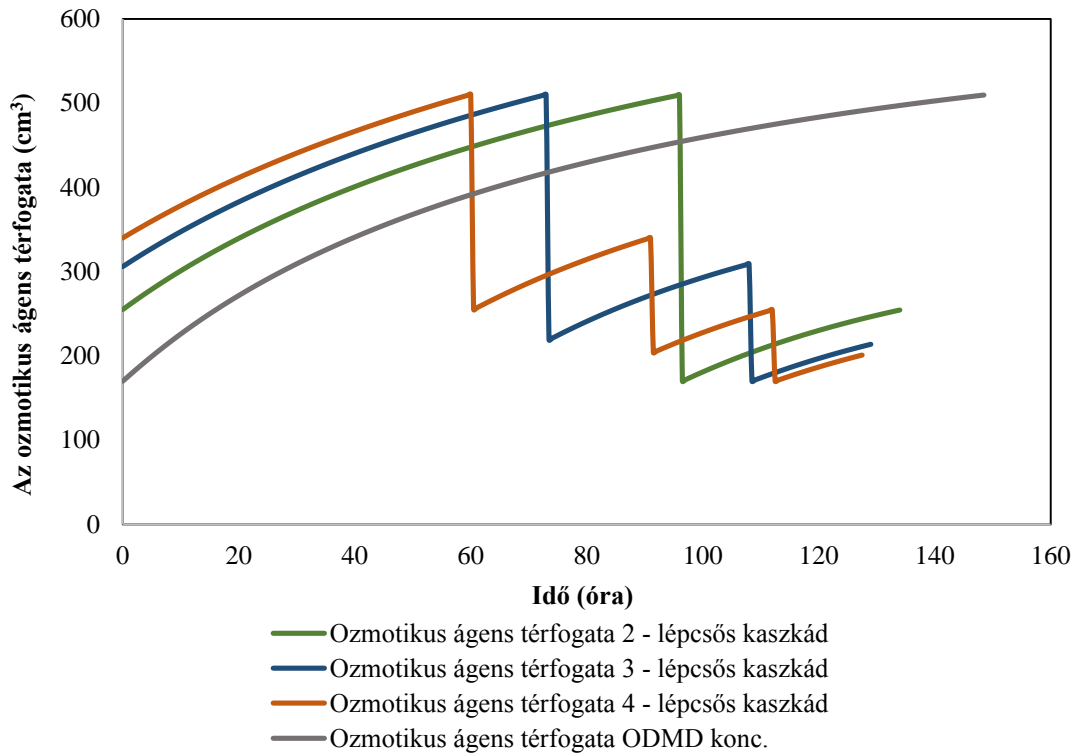 600
500
400
300
200
100
0
Az ozmotikus ágens térfogata (cm³)
0 20 40 60 80 100 120 140 160
Idő (óra)
Ozmotikus ágens térfogata 2 - lépcsős kaszkád
Ozmotikus ágens térfogata 3 - lépcsős kaszkád
Ozmotikus ágens térfogata 4 - lépcsős kaszkád
Ozmotikus ágens térfogata ODMD konc.